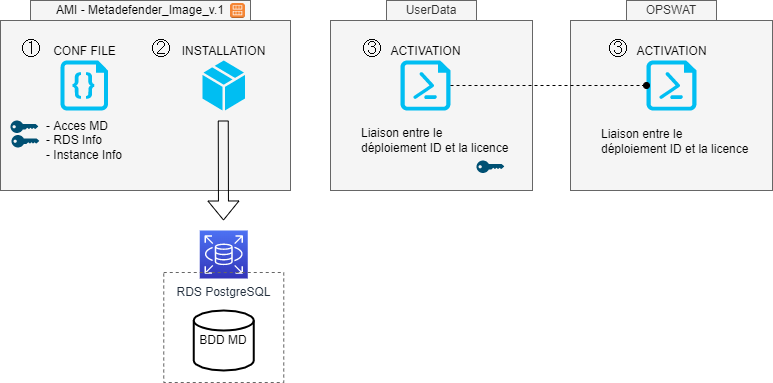 AMI - Metadefender_Image_v.1
① CONF FILE
{}
- Acces MD
- RDS Info
- Instance Info
② INSTALLATION
RDS PostgreSQL
BDD MD
UserData
③ ACTIVATION
Liaison entre le
déploiement ID et la licence
OPSWAT
③ ACTIVATION
Liaison entre le
déploiement ID et la licence